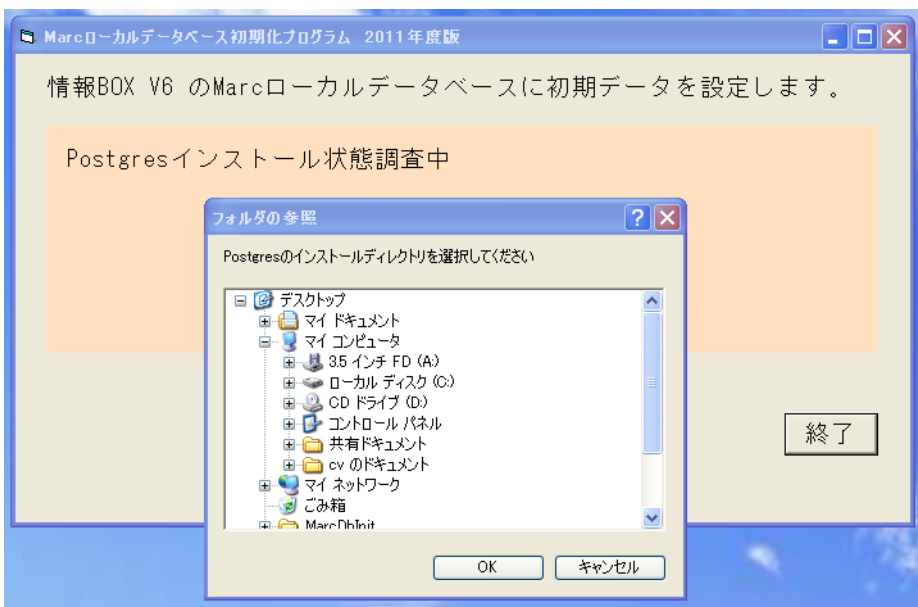 Marcローカルデータベース初期化プログラム 2011年度版
情報BOX V6 のMarcローカルデータベースに初期データを設定します。
Postgresインストール状態調査中
フォルダの参照
Postgresのインストールディレクトリを選択してください
デスクトップ
マイ ドキュメント
マイ コンピュータ
3.5 インチ FD (A:)
ローカル ディスク (C:)
CD ドライブ (D:)
コントロール パネル
共有ドキュメント
cv のドキュメント
マイ ネットワーク
ごみ箱
MarcDbInit
OK
キャンセル
終了